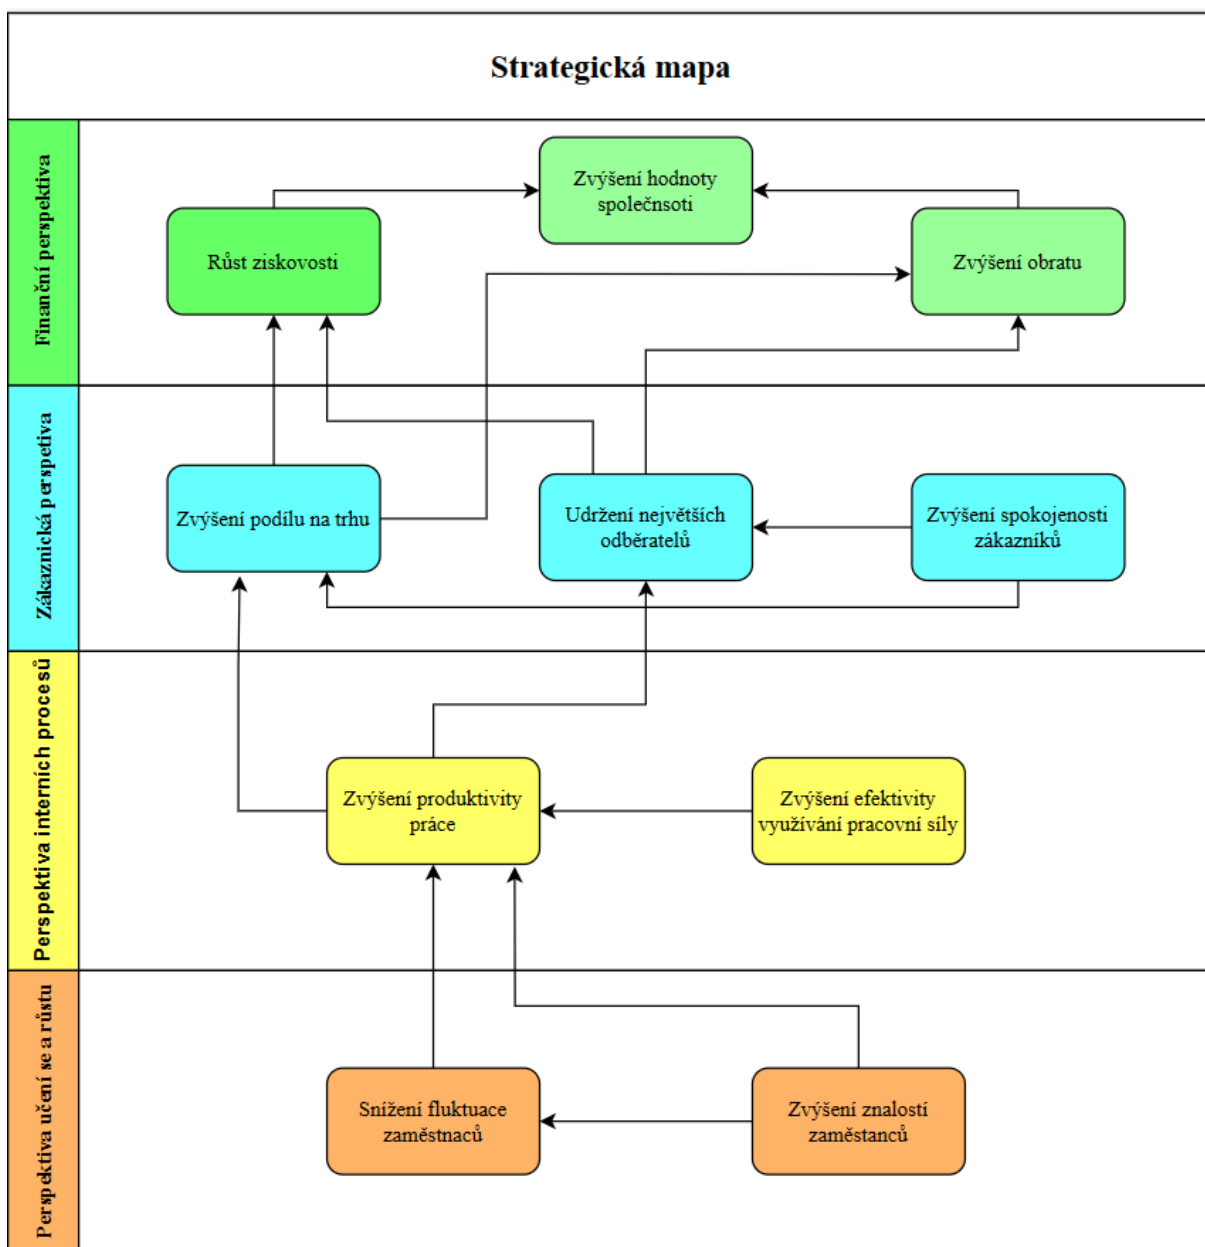 Strategická mapa
Finanční perspektiva
Zvýšení hodnoty
společnsoti
Růst ziskovosti
Zvýšení obratu
Zákaznická perspetiva
Zvýšení podílu na trhu
Udržení největších
odběratelů
Zvýšení spokojenosti
zákazníků
Perspektiva interních procesů
Zvýšení produktivity
práce
Zvýšení efektivity
využívání pracovní síly
Perspektiva učení se a růstu
Snížení fluktuace
zaměstnaců
Zvýšení znalostí
zaměstanců